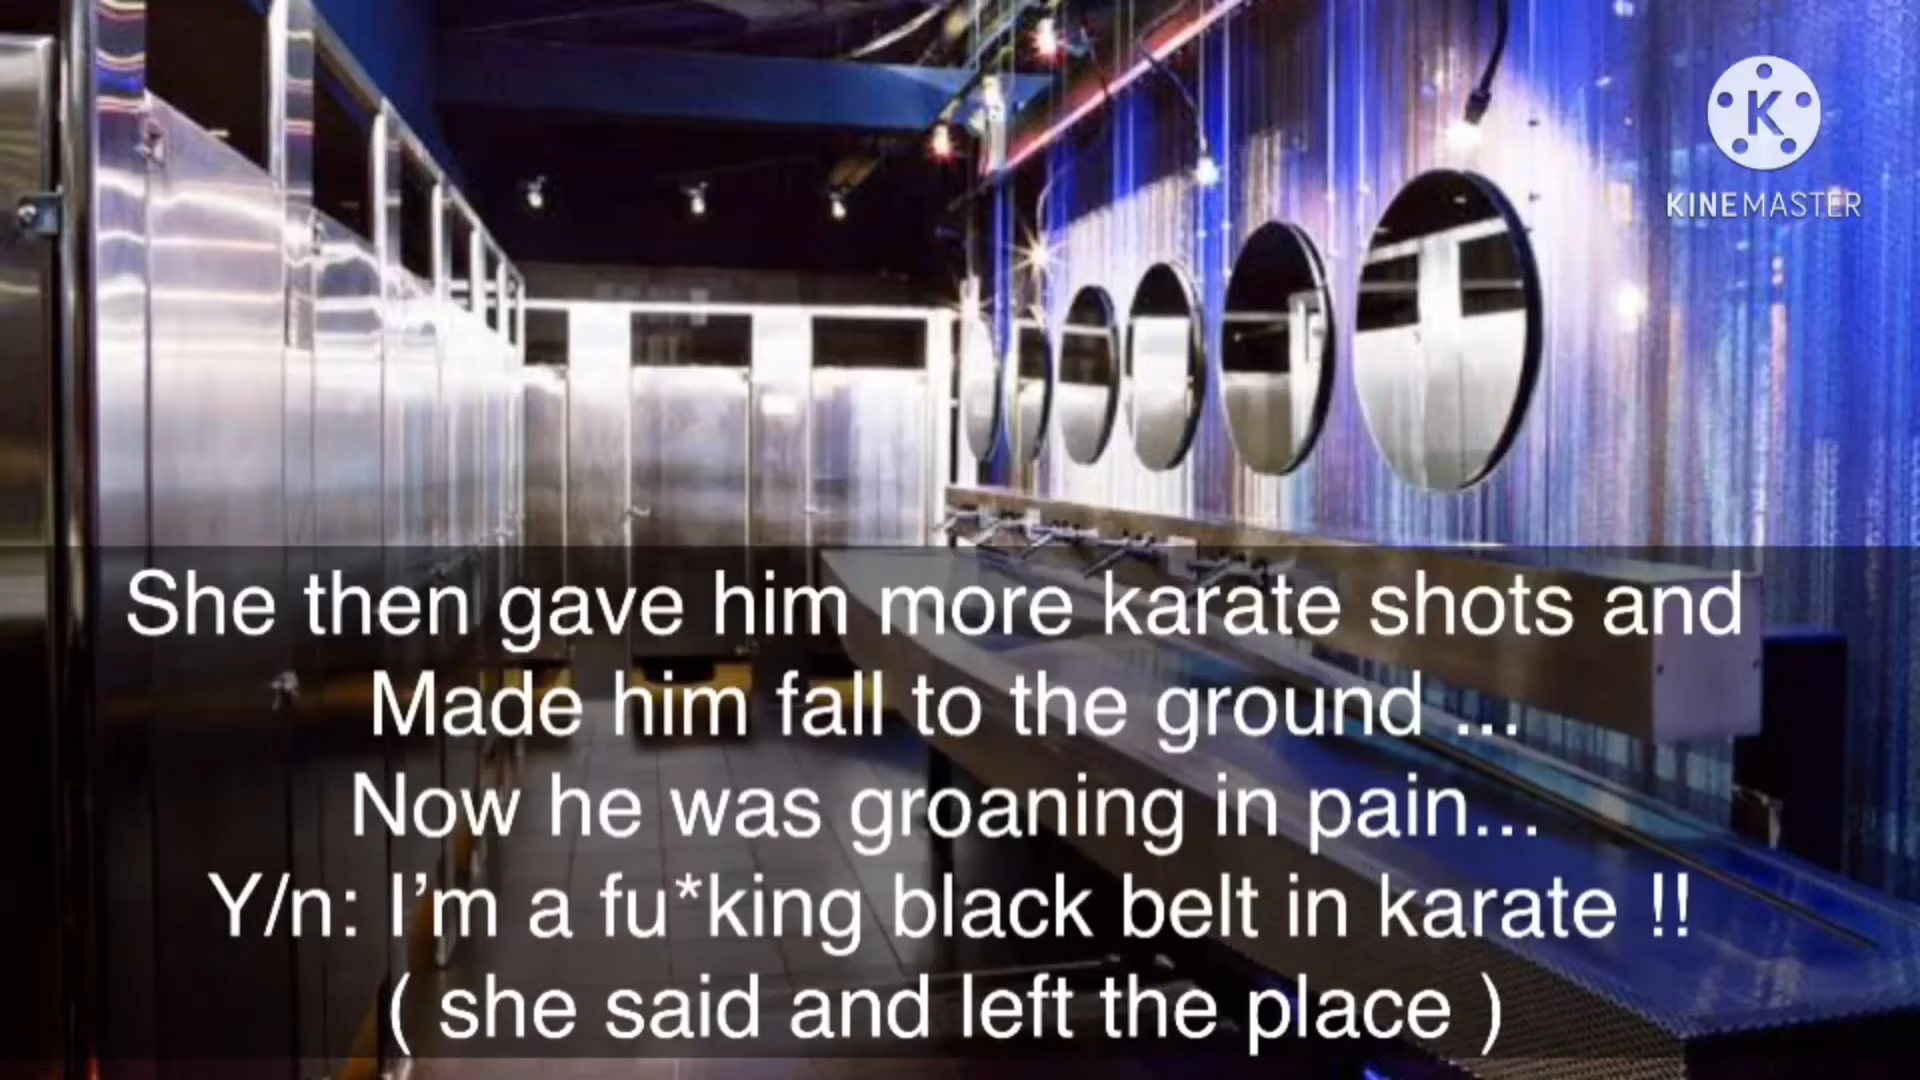 K
KINEMASTER
She then gave him more karate shots and
Made him fall to the ground ...
Now he was groaning in pain...
Y/n: I’m a fu*king black belt in karate !!
( she said and left the place )